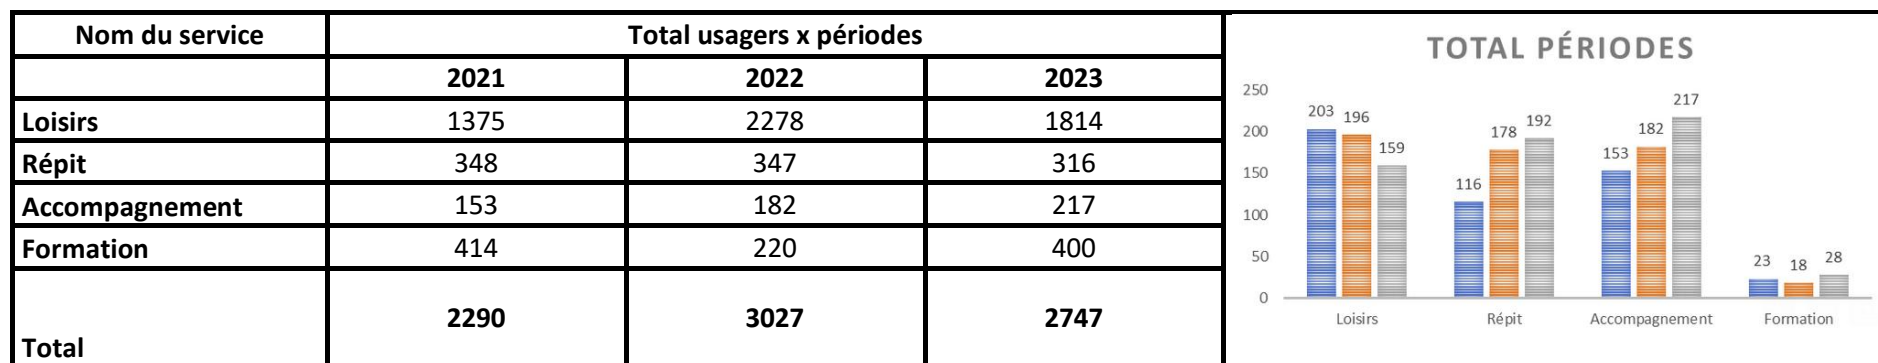 Nom du service Total usagers x périodes
2021 2022 2023
Loisirs 1375 2278 1814
Répit 348 347 316
Accompagnement 153 182 217
Formation 414 220 400
Total 2290 3027 2747
TOTAL PÉRIODES
250
200
150
100
50
0
203 196 159
116 178 192
153 182 217
23 18 28
Loisirs Répit Accompagnement Formation